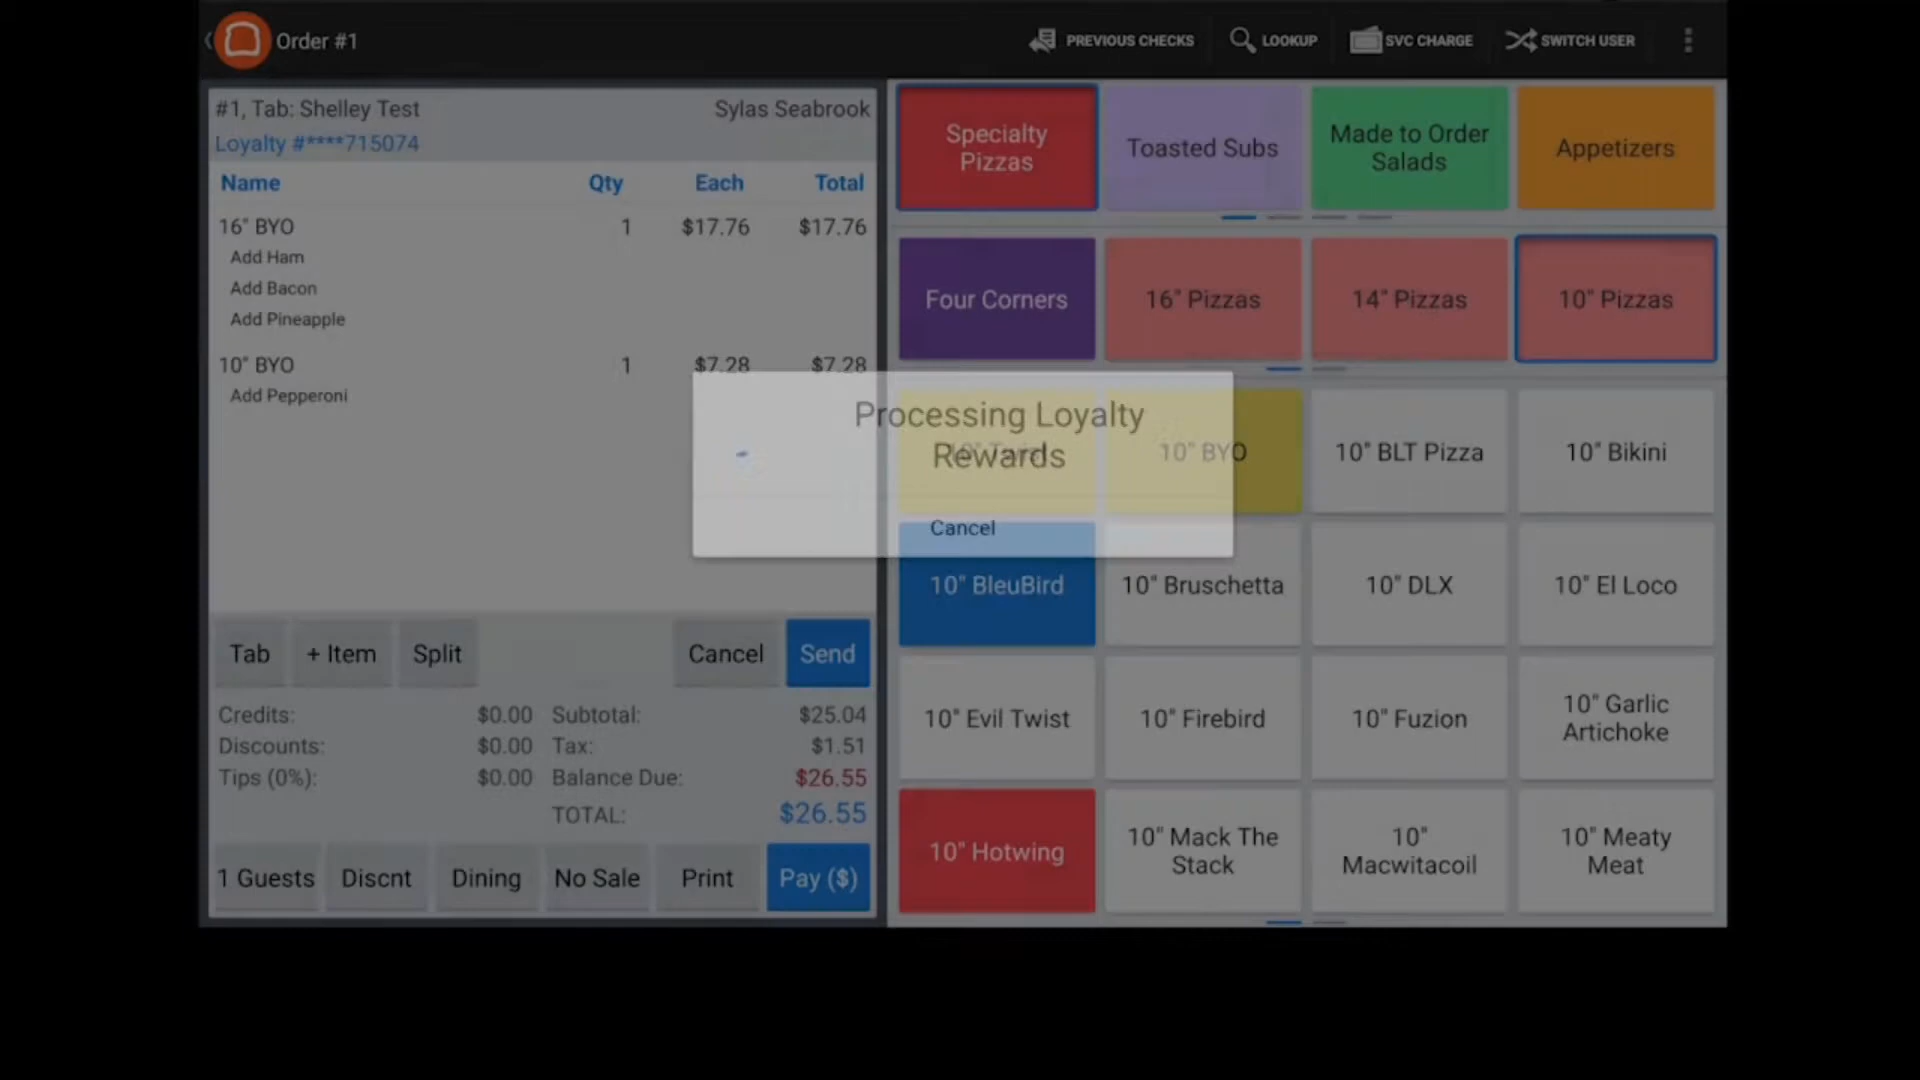 Order #1
PREVIOUS CHECKS
LOOKUP
SVC CHARGE
SWITCH USER
#1, Tab: Shelley Test Sylas Seabrook
Loyalty #****715074
Name Qty Each Total
16" BYO 1 $17.76 $17.76
Add Ham
Add Bacon
Add Pineapple
10" BYO 1 $7.28 $7.28
Add Pepperoni
Tab + Item Split Cancel Send
Credits: $0.00 Subtotal: $25.04
Discounts: $0.00 Tax: $1.51
Tips (0%): $0.00 Balance Due: $26.55
TOTAL: $26.55
1 Guests Discnt Dining No Sale Print Pay ($)
Specialty
Pizzas
Toasted Subs
Made to Order
Salads
Appetizers
Four Corners
16" Pizzas
14" Pizzas
10" Pizzas
Processing Loyalty
Rewards
Cancel
10" BYO
10" BLT Pizza
10" Bikini
10" BleuBird
10" Bruschetta
10" DLX
10" El Loco
10" Evil Twist
10" Firebird
10" Fuzion
10" Garlic
Artichoke
10" Hotwing
10" Mack The
Stack
10"
Macwitacoil
10" Meaty
Meat